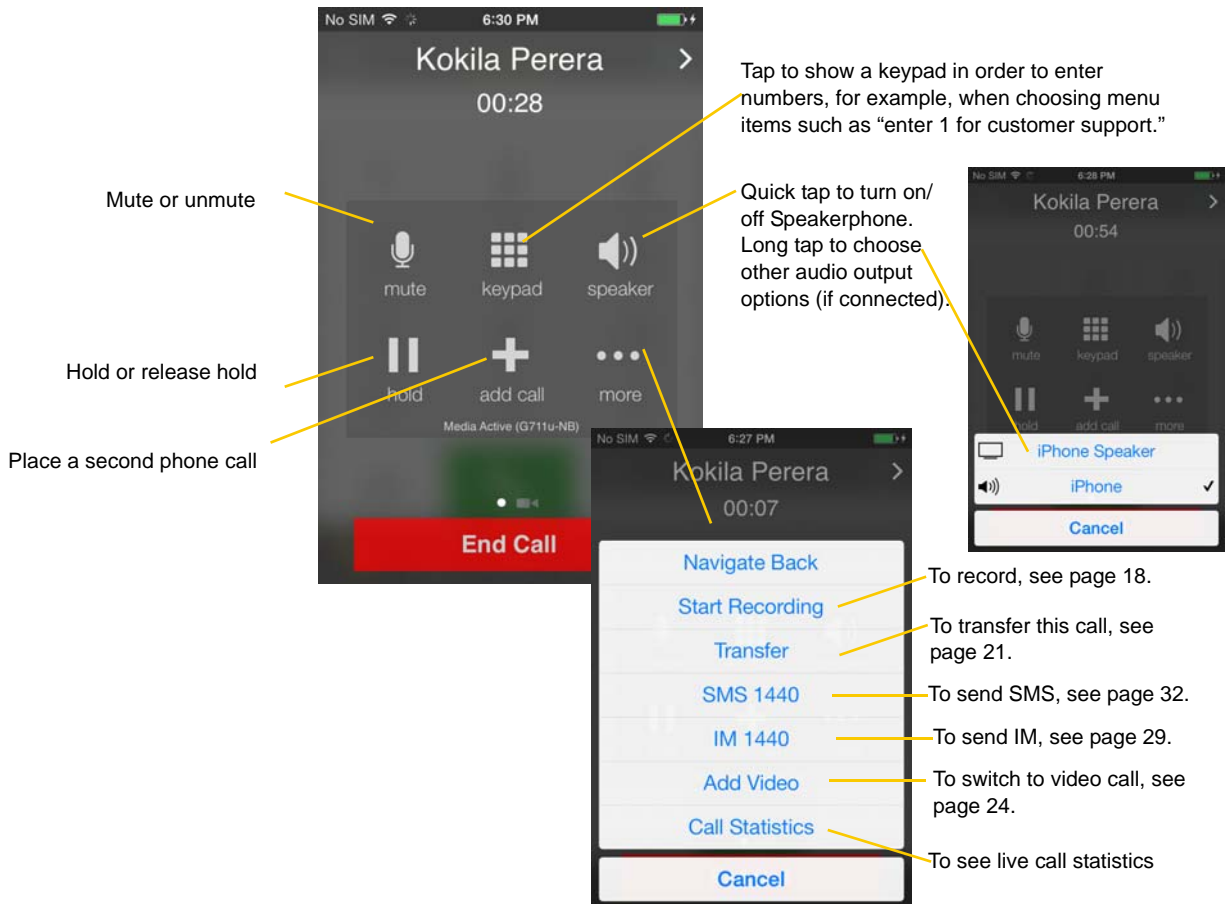 No SIM
6:30 PM
Kokila Perera
00:28
mute
keypad
speaker
hold
add call
more
Media Active (G711u-NB)
End Call
Mute or unmute
Hold or release hold
Place a second phone call
Tap to show a keypad in order to enter
numbers, for example, when choosing menu
items such as “enter 1 for customer support.”
Quick tap to turn on/
off Speakerphone.
Long tap to choose
other audio output
options (if connected).
No SIM
6:28 PM
Kokila Perera
00:54
mute
keypad
speaker
hold
add call
more
iPhone Speaker
iPhone
Cancel
No SIM
6:27 PM
Kokila Perera
00:07
Navigate Back
Start Recording
Transfer
SMS 1440
IM 1440
Add Video
Call Statistics
Cancel
To record, see page 18.
To transfer this call, see
page 21.
To send SMS, see page 32.
To send IM, see page 29.
To switch to video call, see
page 24.
To see live call statistics